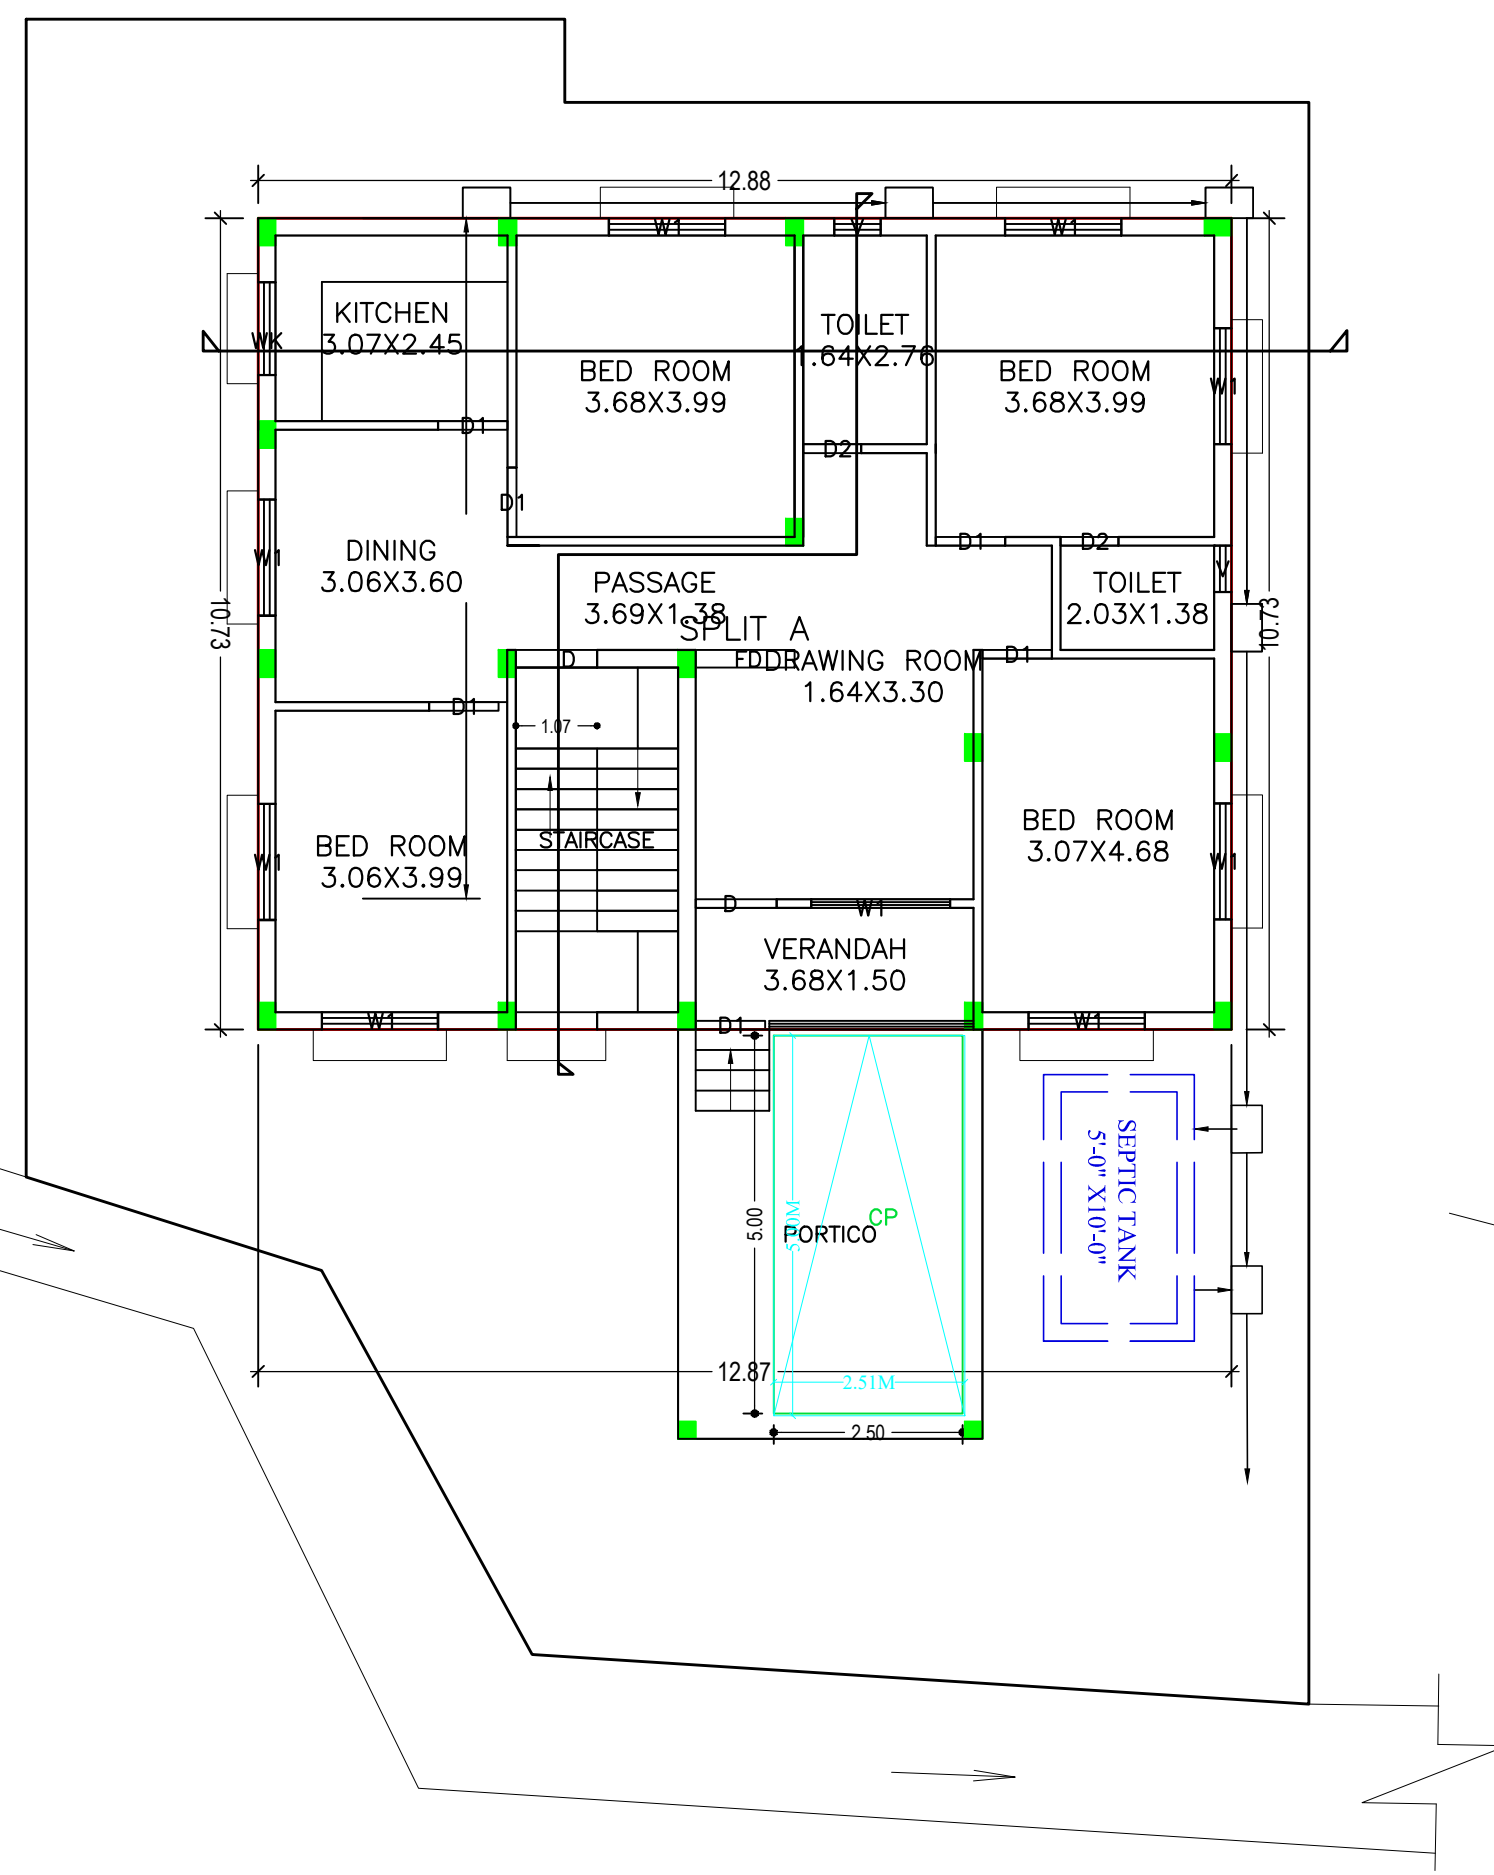 12.88
W1
V
W1
KITCHEN
3.07X2.45
WK
TOILET
1.64X2.76
BED ROOM
3.68X3.99
BED ROOM
3.68X3.99
W1
D1
D2
D1
D1
D2
DINING
3.06X3.60
W1
PASSAGE
3.69X1.38
TOILET
2.03X1.38
V
10.73
10.73
SPLIT A
D
FD
DRAWING ROOM
1.64X3.30
D1
D1
1.07
STAIRCASE
BED ROOM
3.06X3.99
W1
BED ROOM
3.07X4.68
W1
D
W1
VERANDAH
3.68X1.50
W1
D1
W1
SEPTIC TANK
5'-0" X10'-0"
5.00
5.00M
CP
PORTICO
12.87
2.51M
2.50